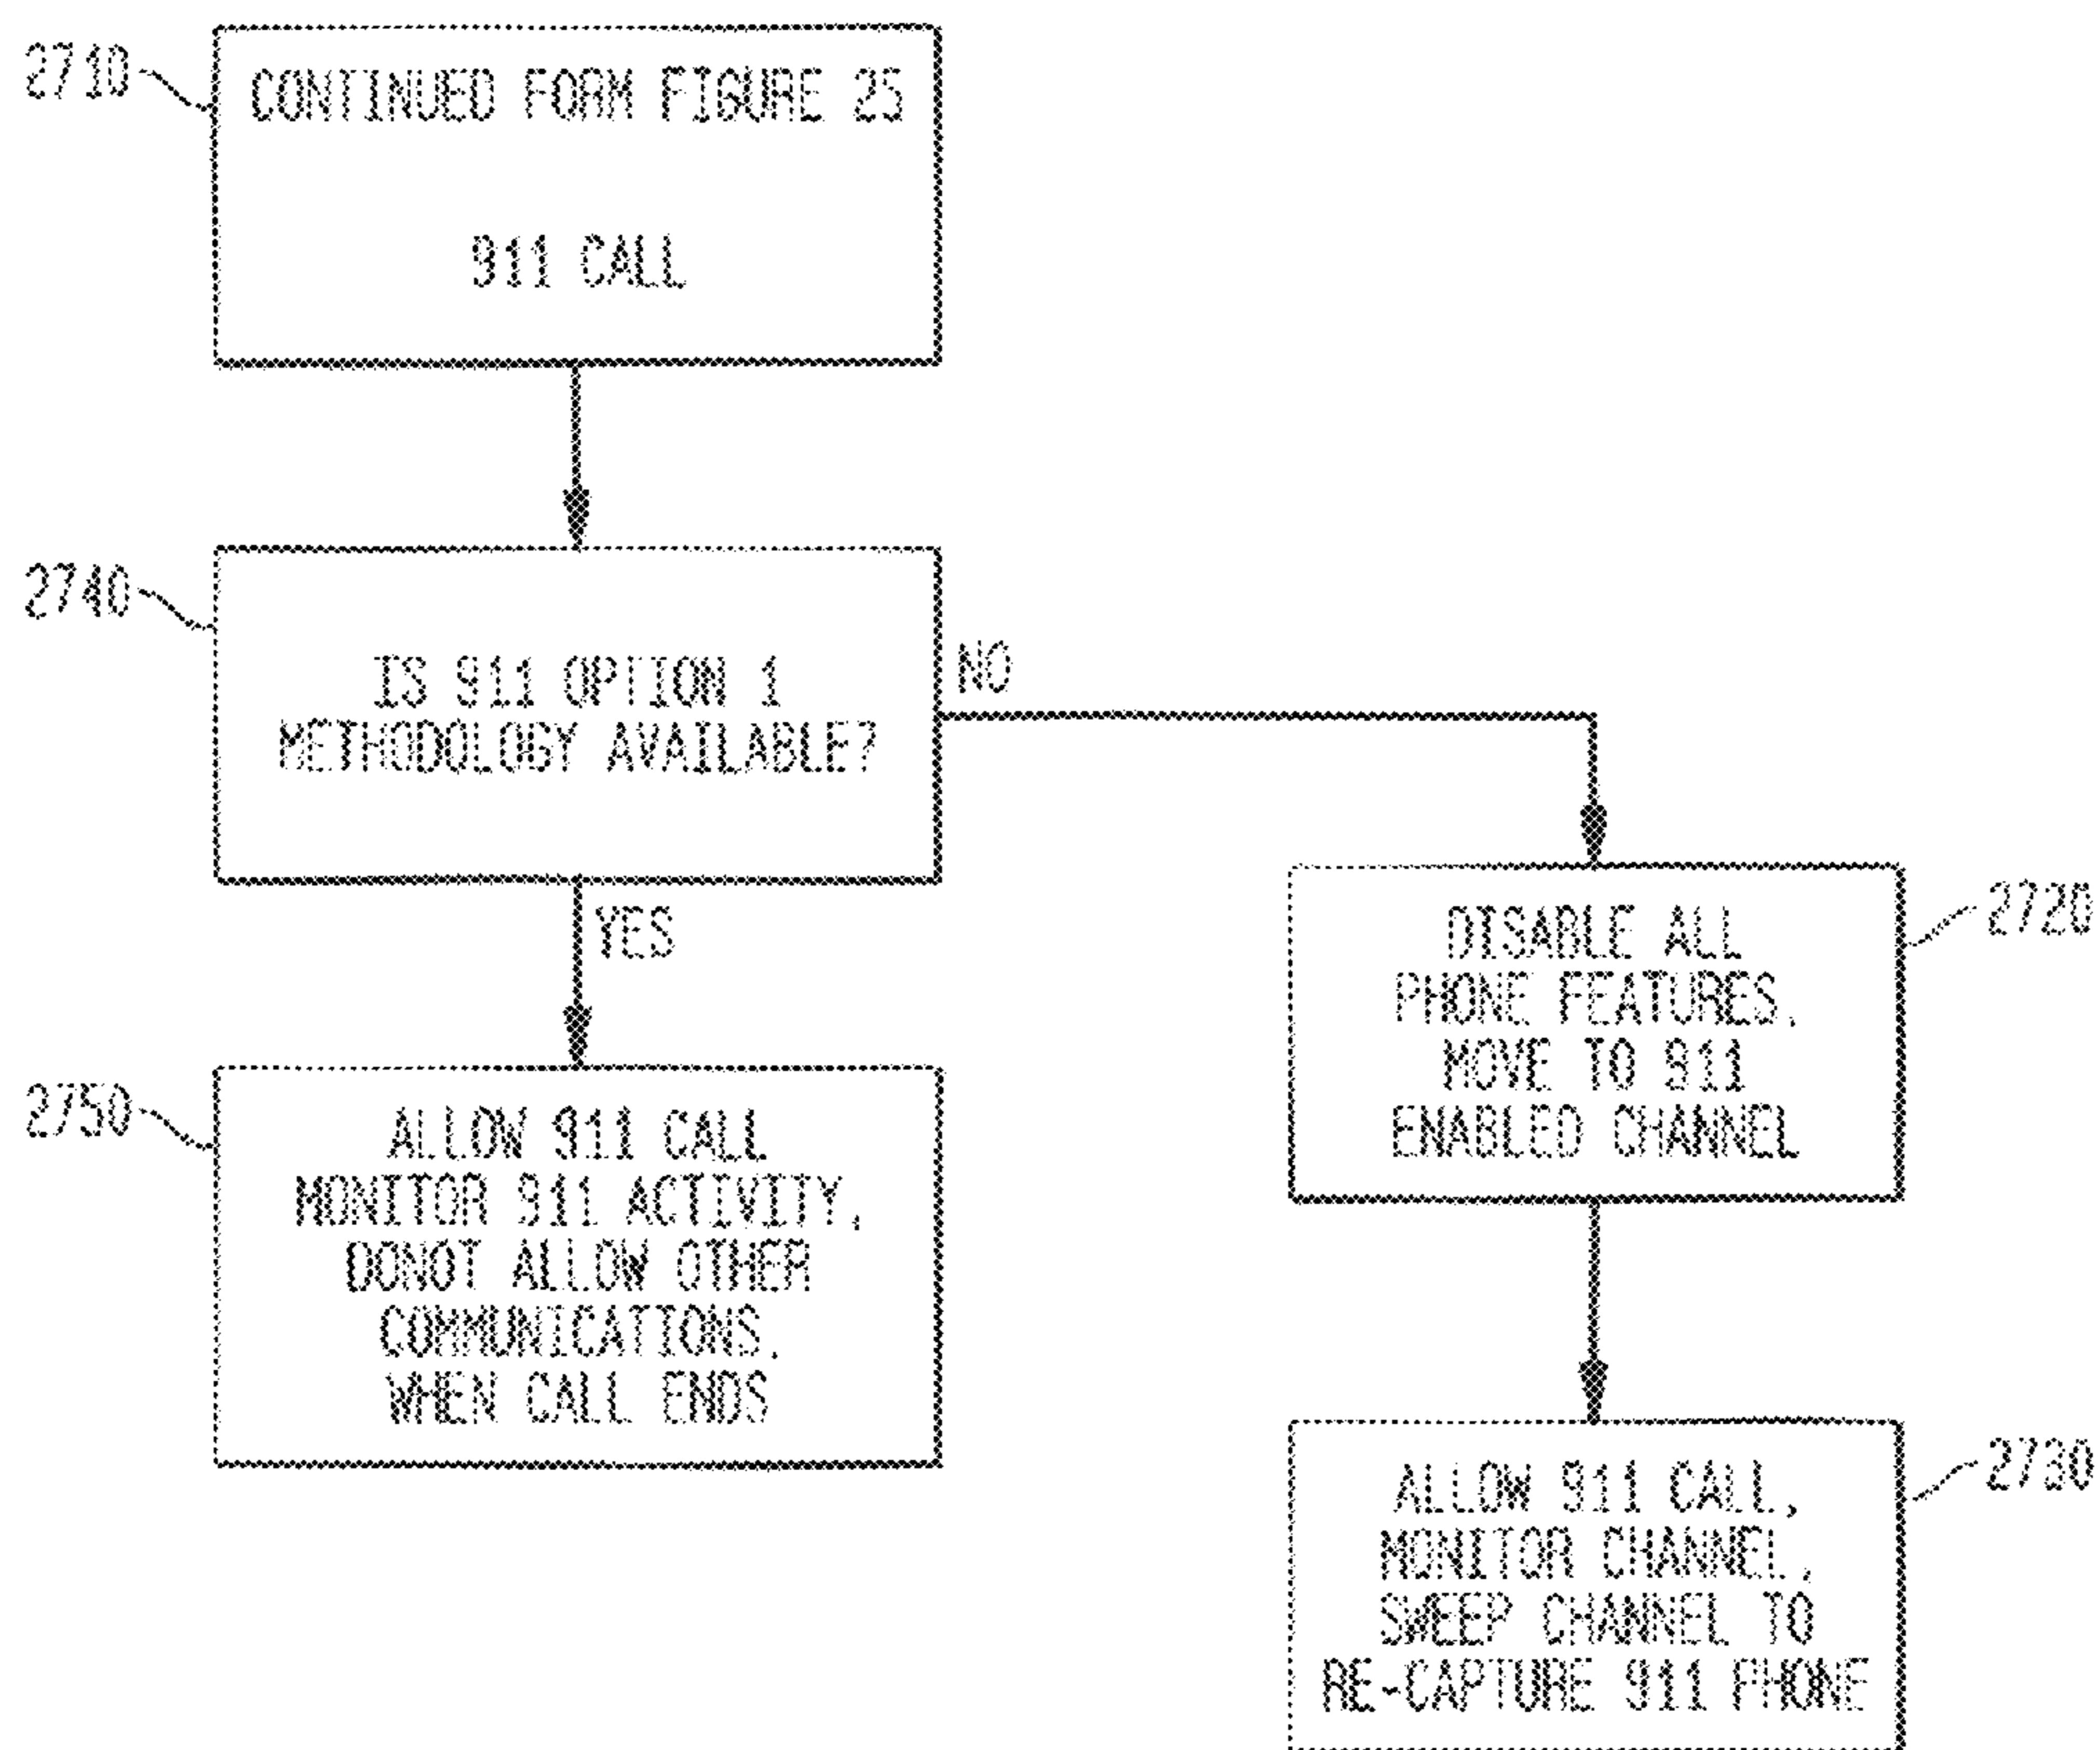 2710
CONTINUED FORM FIGURE 25
911 CALL
2740
IS 911 OPTION 1
METHODOLOGY AVAILABLE?
NO
YES
2720
DISABLE ALL
PHONE FEATURES,
MOVE TO 911
ENABLED CHANNEL
2750
ALLOW 911 CALL
MONITOR 911 ACTIVITY,
DONOT ALLOW OTHER
COMMUNICATIONS,
WHEN CALL ENDS
2730
ALLOW 911 CALL,
MONITOR CHANNEL,
SWEEP CHANNEL TO
RE-CAPTURE 911 PHONE